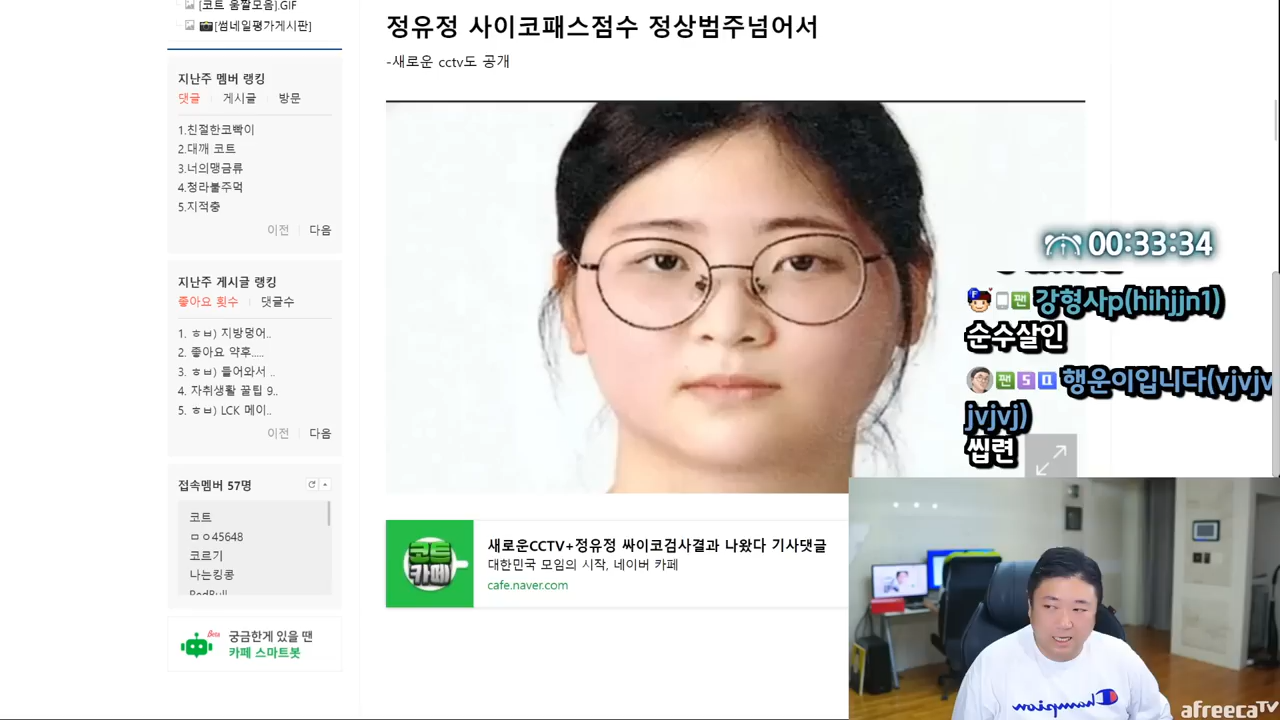 [코트 움짤모음].GIF
📸[썸네일평가게시판]
지난주 멤버 랭킹
댓글 게시글 방문
1.친절한코빡이
2.대깨 코트
3.너의맹금류
4.청라불주먹
5.지적충
이전 다음
지난주 게시글 랭킹
좋아요 횟수 댓글수
1. ㅎㅂ) 지방덩어..
2. 좋아요 약후.....
3. ㅎㅂ) 들어와서 ..
4. 자취생활 꿀팁 9..
5. ㅎㅂ) LCK 메이..
이전 다음
접속멤버 57명
코트
ㅁㅇ45648
코르기
나는킹콩
RedBull
Beta
궁금한게 있을 땐
카페 스마트봇
정유정 사이코패스점수 정상범주넘어서
-새로운 cctv도 공개
00:33:34
팬 강형사p(hihjjn1)
순수살인
팬 S 행운이입니다(vjvjv
jvjvj)
씹련
코트
카페
새로운CCTV+정유정 싸이코검사결과 나왔다 기사댓글
대한민국 모임의 시작, 네이버 카페
cafe.naver.com
Champion
afreecaTV